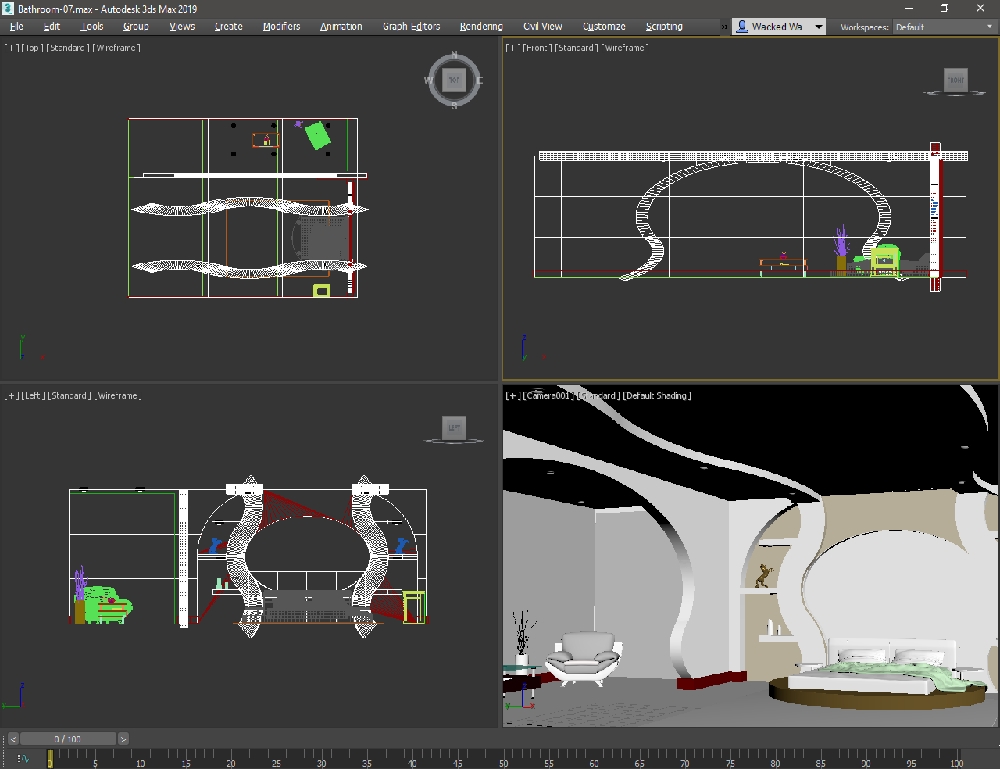 Bathroom-07.max - Autodesk 3ds Max 2019
File Edit Tools Group Views Create Modifiers Animation Graph Editors Rendering Civil View Customize Scripting » Wacked Wa Workspaces: Default
[+] [Top] [Standard] [Wireframe]
[+] [Front] [Standard] [Wireframe]
N
W TOP E
S
FRONT
y
x
z
y x
[+] [Left] [Standard] [Wireframe]
[+] [Camera001] [Standard] [Default Shading]
LEFT
z
y
z
y x
< 0 / 100 >
0 5 10 15 20 25 30 35 40 45 50 55 60 65 70 75 80 85 90 95 100